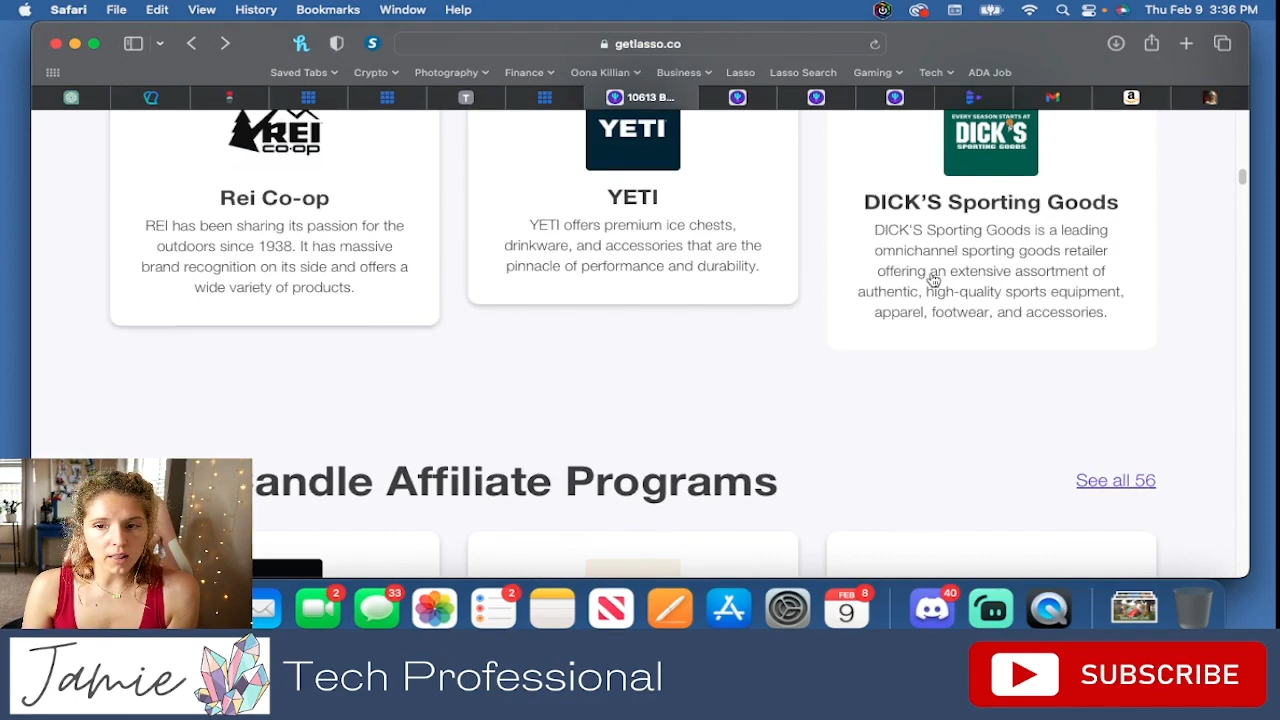 Safari File Edit View History Bookmarks Window Help Thu Feb 9 3:36 PM
getlasso.co
Saved Tabs Crypto Photography Finance Oona Killian Business Lasso Lasso Search Gaming Tech ADA Job
10613 B...
REI
CO·OP
YETI
EVERY SEASON STARTS AT
DICK'S
SPORTING GOODS.
Rei Co-op
REI has been sharing its passion for the
outdoors since 1938. It has massive
brand recognition on its side and offers a
wide variety of products.
YETI
YETI offers premium ice chests,
drinkware, and accessories that are the
pinnacle of performance and durability.
DICK'S Sporting Goods
DICK'S Sporting Goods is a leading
omnichannel sporting goods retailer
offering an extensive assortment of
authentic, high-quality sports equipment,
apparel, footwear, and accessories.
andle Affiliate Programs
See all 56
2
33
2
FEB 8
9
40
Jamie
Tech Professional
SUBSCRIBE